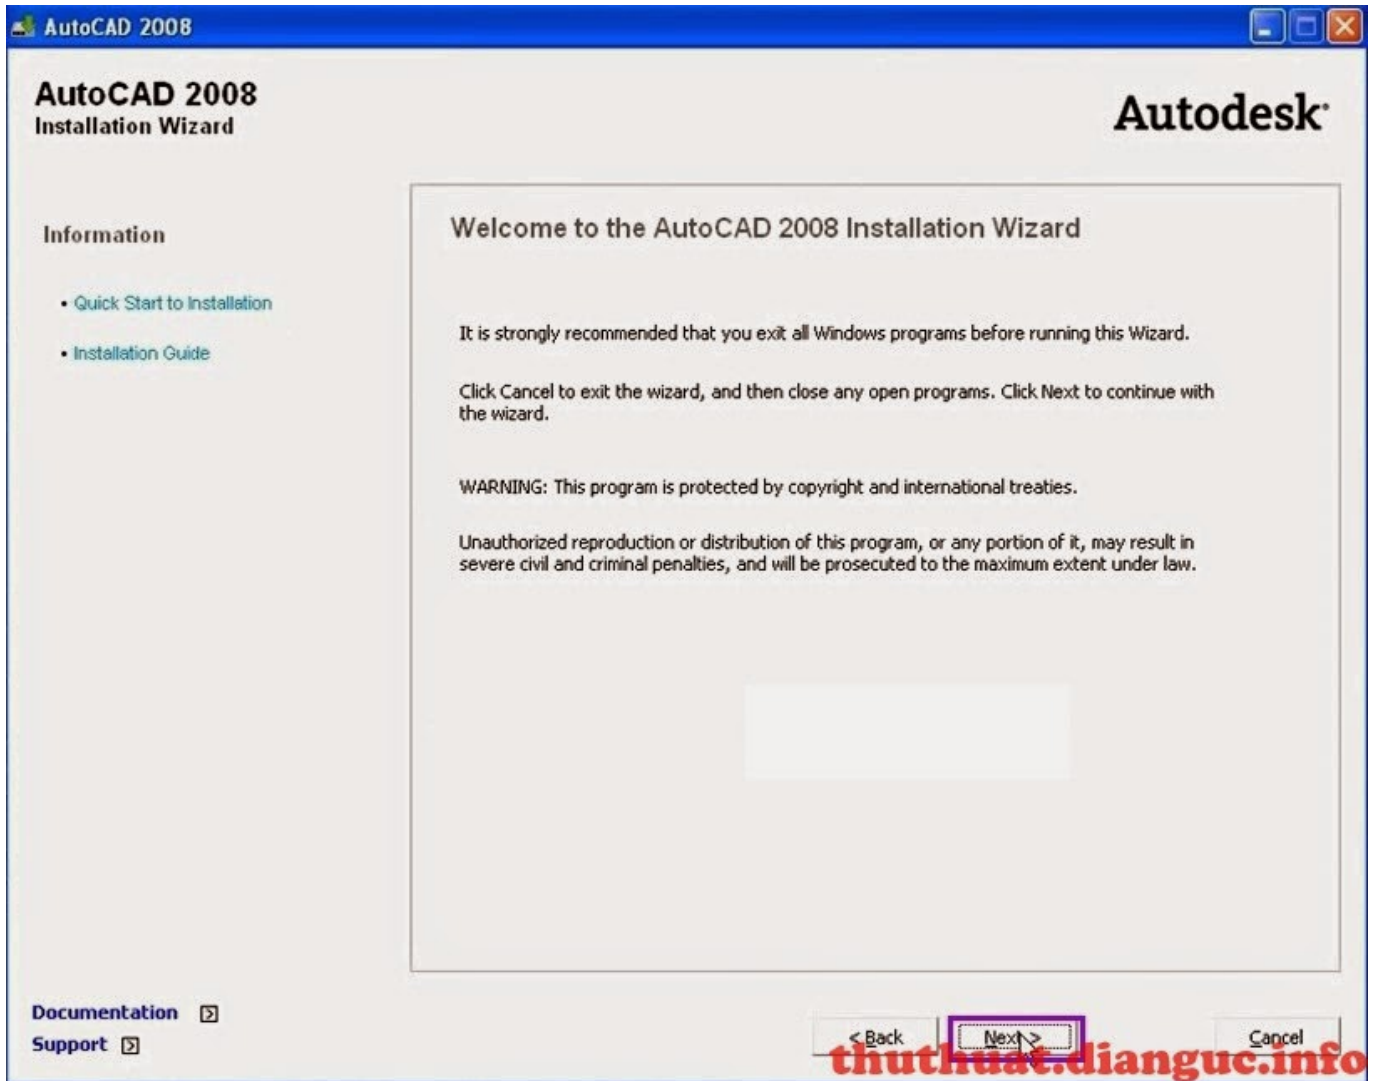 AutoCAD 2008
AutoCAD 2008
Installation Wizard
Autodesk
Information
• Quick Start to Installation
• Installation Guide
Welcome to the AutoCAD 2008 Installation Wizard
It is strongly recommended that you exit all Windows programs before running this Wizard.
Click Cancel to exit the wizard, and then close any open programs. Click Next to continue with
the wizard.
WARNING: This program is protected by copyright and international treaties.
Unauthorized reproduction or distribution of this program, or any portion of it, may result in
severe civil and criminal penalties, and will be prosecuted to the maximum extent under law.
Documentation
Support
< Back
Next >
Cancel
thuthuat.dianguc.info